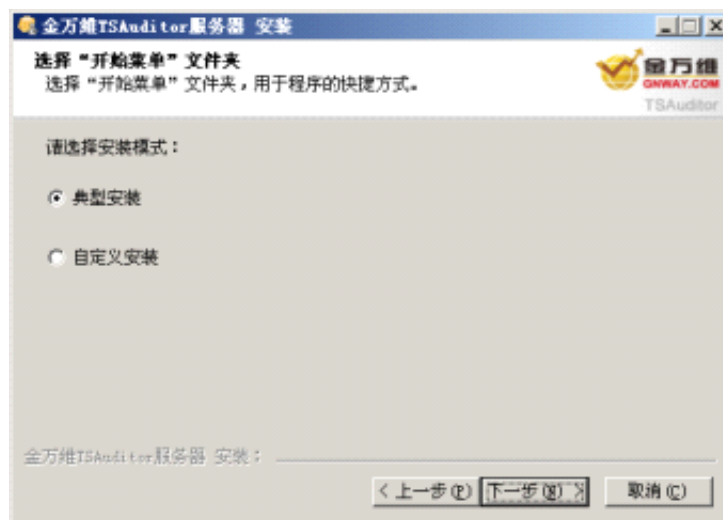 金万维TSAuditor服务器 安装
选择“开始菜单”文件夹
选择“开始菜单”文件夹，用于程序的快捷方式。
金万维
GNWAY.COM
TSAuditor
请选择安装模式：
典型安装
自定义安装
金万维TSAuditor服务器 安装：
< 上一步(P)
下一步(N) >
取消(C)